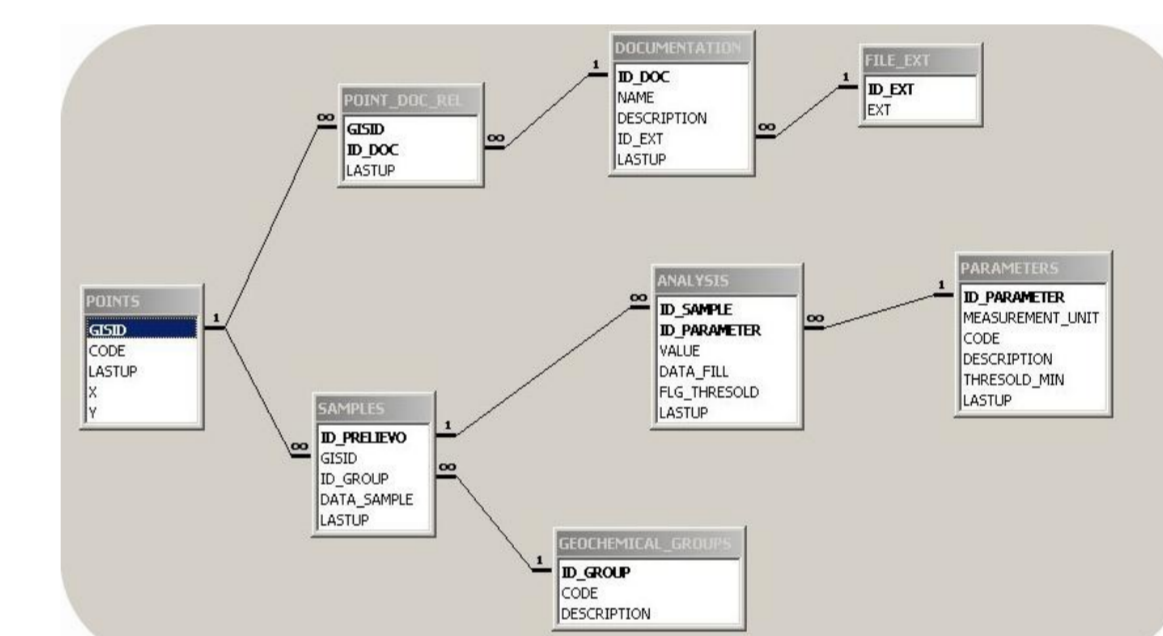 DOCUMENTATION
ID_DOC
NAME
DESCRIPTION
ID_EXT
LASTUP
FILE_EXT
ID_EXT
EXT
POINT_DOC_REL
GISID
ID_DOC
LASTUP
1
∞
∞
1
∞
POINTS
GISID
CODE
LASTUP
X
Y
1
ANALYSIS
ID_SAMPLE
ID_PARAMETER
VALUE
DATA_FILL
FLG_THRESOLD
LASTUP
∞
∞
PARAMETERS
ID_PARAMETER
MEASUREMENT_UNIT
CODE
DESCRIPTION
THRESOLD_MIN
LASTUP
1
SAMPLES
ID_PRELIEVO
GISID
ID_GROUP
DATA_SAMPLE
LASTUP
∞
1
∞
GEOCHEMICAL_GROUPS
ID_GROUP
CODE
DESCRIPTION
1